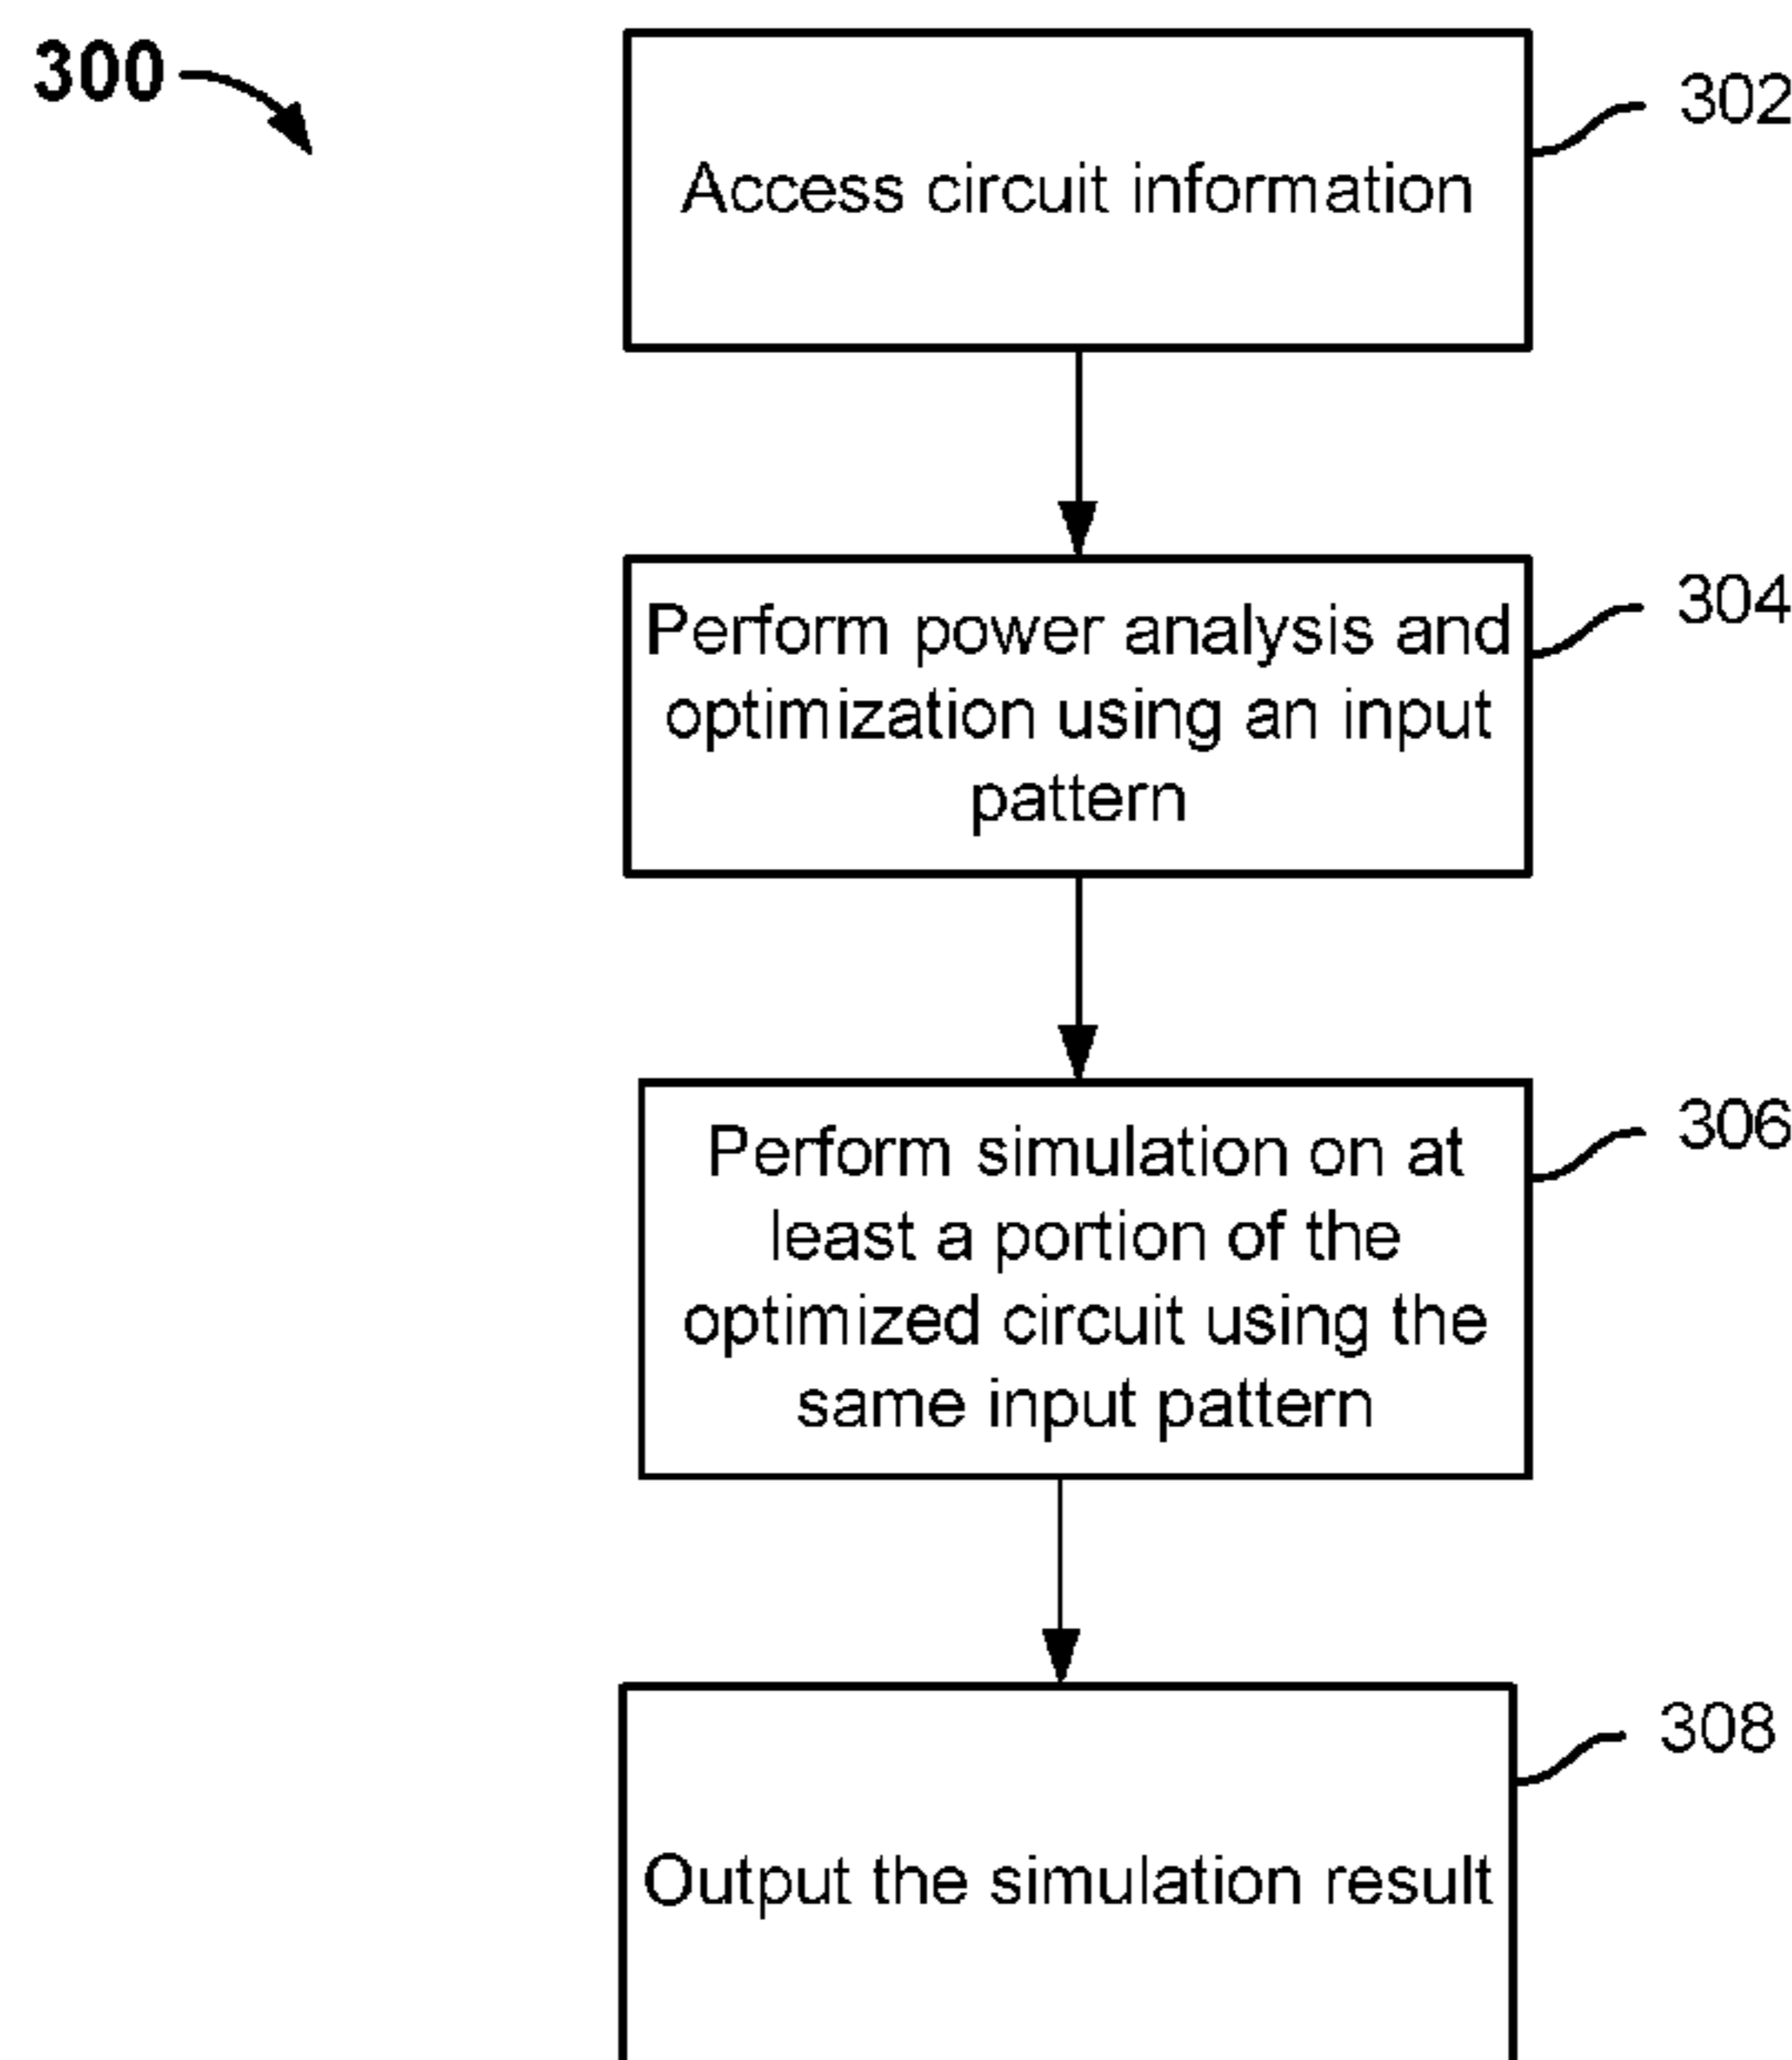 300
302
Access circuit information
304
Perform power analysis and
optimization using an input
pattern
306
Perform simulation on at
least a portion of the
optimized circuit using the
same input pattern
308
Output the simulation result